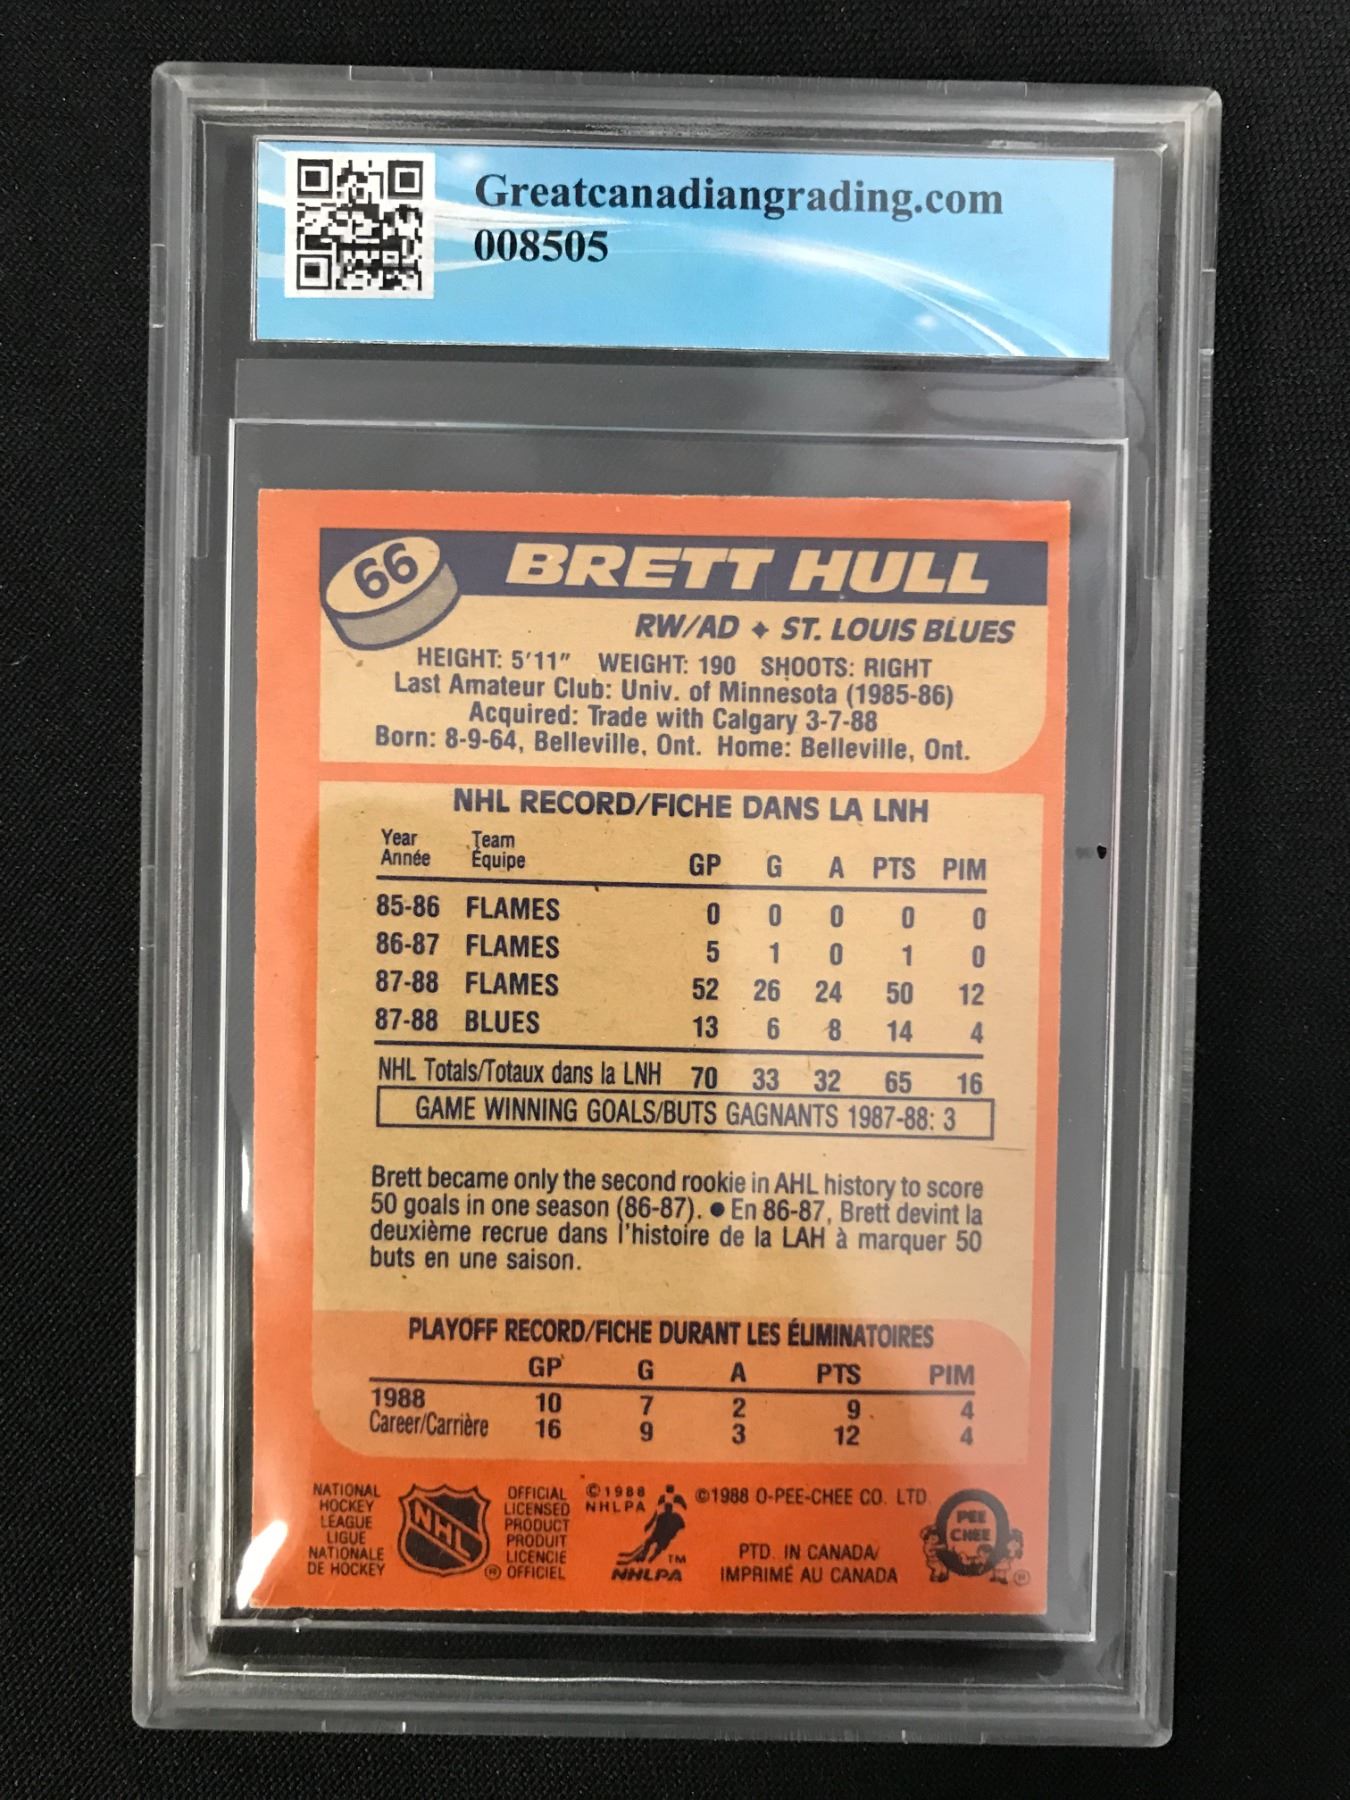 Greatcanadiangrading.com
008505
66
BRETT HULL
RW/AD ✦ ST. LOUIS BLUES
HEIGHT: 5'11" WEIGHT: 190 SHOOTS: RIGHT
Last Amateur Club: Univ. of Minnesota (1985-86)
Acquired: Trade with Calgary 3-7-88
Born: 8-9-64, Belleville, Ont. Home: Belleville, Ont.
NHL RECORD/FICHE DANS LA LNH
Year Team
Année Équipe GP G A PTS PIM
85-86 FLAMES 0 0 0 0 0
86-87 FLAMES 5 1 0 1 0
87-88 FLAMES 52 26 24 50 12
87-88 BLUES 13 6 8 14 4
NHL Totals/Totaux dans la LNH 70 33 32 65 16
GAME WINNING GOALS/BUTS GAGNANTS 1987-88: 3
Brett became only the second rookie in AHL history to score
50 goals in one season (86-87). ● En 86-87, Brett devint la
deuxième recrue dans l'histoire de la LAH à marquer 50
buts en une saison.
PLAYOFF RECORD/FICHE DURANT LES ÉLIMINATOIRES
GP G A PTS PIM
1988 10 7 2 9 4
Career/Carrière 16 9 3 12 4
NATIONAL
HOCKEY
LEAGUE
LIGUE
NATIONALE
DE HOCKEY
NHL
®
OFFICIAL
LICENSED
PRODUCT
PRODUIT
LICENCIE
OFFICIEL
©1988
NHLPA
TM
NHLPA
©1988 O-PEE-CHEE CO. LTD.
PTD. IN CANADA/
IMPRIMÉ AU CANADA
PEE
CHEE
®